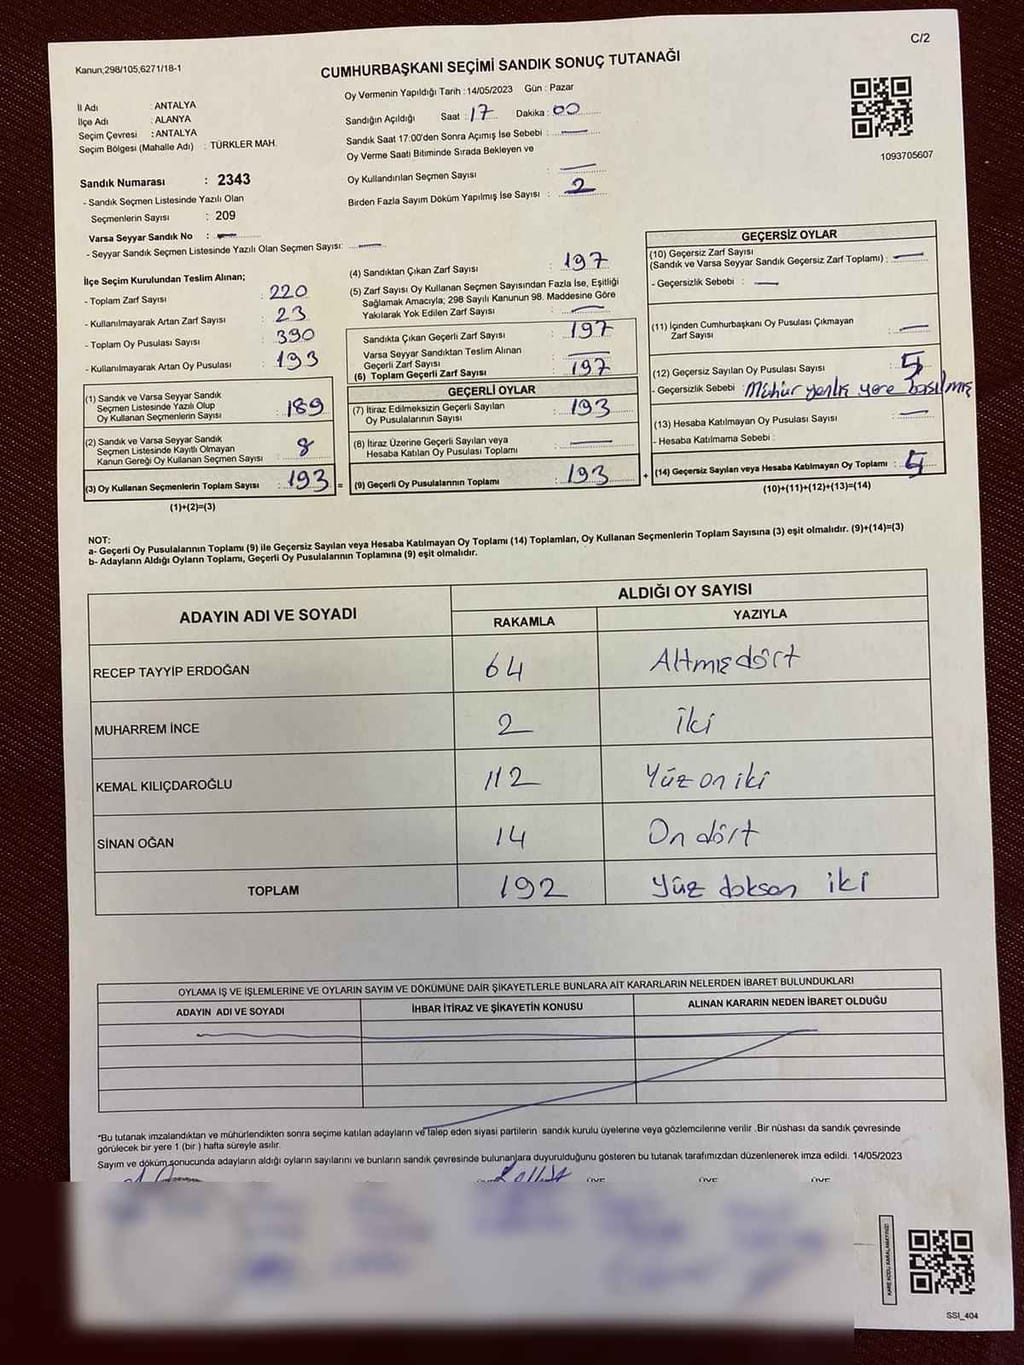 C/2
Kanun,298/105,6271/18-1
CUMHURBAŞKANI SEÇİMİ SANDIK SONUÇ TUTANAĞI
İl Adı : ANTALYA
İlçe Adı : ALANYA
Seçim Çevresi : ANTALYA
Seçim Bölgesi (Mahalle Adı) : TÜRKLER MAH.
Sandık Numarası : 2343
- Sandık Seçmen Listesinde Yazılı Olan
Seçmenlerin Sayısı : 209
Varsa Seyyar Sandık No : —
- Seyyar Sandık Seçmen Listesinde Yazılı Olan Seçmen Sayısı: —
Oy Vermenin Yapıldığı Tarih : 14/05/2023 Gün : Pazar
Sandığın Açıldığı Saat : 17 Dakika : 00
Sandık Saat 17:00'den Sonra Açımış İse Sebebi : —
Oy Verme Saati Bitiminde Sırada Bekleyen ve
Oy Kullandırılan Seçmen Sayısı : —
Birden Fazla Sayım Döküm Yapılmış İse Sayısı : 2
1093705607
İlçe Seçim Kurulundan Teslim Alınan;
- Toplam Zarf Sayısı : 220
- Kullanılmayarak Artan Zarf Sayısı : 23
- Toplam Oy Pusulası Sayısı : 390
- Kullanılmayarak Artan Oy Pusulası : 193
(1) Sandık ve Varsa Seyyar Sandık
Seçmen Listesinde Yazılı Olup
Oy Kullanan Seçmenlerin Sayısı : 189
(2) Sandık ve Varsa Seyyar Sandık
Seçmen Listesinde Kayıtlı Olmayan
Kanun Gereği Oy Kullanan Seçmen Sayısı : 8
(3) Oy Kullanan Seçmenlerin Toplam Sayısı : 193
(1)+(2)=(3)
(4) Sandıktan Çıkan Zarf Sayısı : 197
(5) Zarf Sayısı Oy Kullanan Seçmen Sayısından Fazla İse, Eşitliği
Sağlamak Amacıyla; 298 Sayılı Kanunun 98. Maddesine Göre
Yakılarak Yok Edilen Zarf Sayısı : —
Sandıkta Çıkan Geçerli Zarf Sayısı : 197
Varsa Seyyar Sandıktan Teslim Alınan
Geçerli Zarf Sayısı : —
(6) Toplam Geçerli Zarf Sayısı : 197
GEÇERLİ OYLAR
(7) İtiraz Edilmeksizin Geçerli Sayılan
Oy Pusulalarının Sayısı : 193
(8) İtiraz Üzerine Geçerli Sayılan veya
Hesaba Katılan Oy Pusulası Toplamı : —
= (9) Geçerli Oy Pusulalarının Toplamı : 193
GEÇERSİZ OYLAR
(10) Geçersiz Zarf Sayısı
(Sandık ve Varsa Seyyar Sandık Geçersiz Zarf Toplamı) : —
- Geçersizlik Sebebi : —
(11) İçinden Cumhurbaşkanı Oy Pusulası Çıkmayan
Zarf Sayısı : —
(12) Geçersiz Sayılan Oy Pusulası Sayısı : 5
- Geçersizlik Sebebi : Mühür yanlış yere basılmış
(13) Hesaba Katılmayan Oy Pusulası Sayısı : —
- Hesaba Katılmama Sebebi :
+ (14) Geçersiz Sayılan veya Hesaba Katılmayan Oy Toplamı : 5
(10)+(11)+(12)+(13)=(14)
NOT:
a- Geçerli Oy Pusulalarının Toplamı (9) ile Geçersiz Sayılan veya Hesaba Katılmayan Oy Toplamı (14) Toplamları, Oy Kullanan Seçmenlerin Toplam Sayısına (3) eşit olmalıdır. (9)+(14)=(3)
b- Adayların Aldığı Oyların Toplamı, Geçerli Oy Pusulalarının Toplamına (9) eşit olmalıdır.
ADAYIN ADI VE SOYADI
ALDIĞI OY SAYISI
RAKAMLA YAZIYLA
RECEP TAYYİP ERDOĞAN 64 Altmışdört
MUHARREM İNCE 2 iki
KEMAL KILIÇDAROĞLU 112 Yüz on iki
SİNAN OĞAN 14 On dört
TOPLAM 192 Yüz doksan iki
OYLAMA İŞ VE İŞLEMLERİNE VE OYLARIN SAYIM VE DÖKÜMÜNE DAİR ŞİKAYETLERLE BUNLARA AİT KARARLARIN NELERDEN İBARET BULUNDUKLARI
ADAYIN ADI VE SOYADI İHBAR İTİRAZ VE ŞİKAYETİN KONUSU ALINAN KARARIN NEDEN İBARET OLDUĞU
*Bu tutanak imzalandıktan ve mühürlendikten sonra seçime katılan adayların ve talep eden siyasi partilerin sandık kurulu üyelerine veya gözlemcilerine verilir .Bir nüshası da sandık çevresinde
görülecek bir yere 1 (bir ) hafta süreyle asılır.
Sayım ve döküm sonucunda adayların aldığı oyların sayılarını ve bunların sandık çevresinde bulunanlara duyurulduğunu gösteren bu tutanak tarafımızdan düzenlenerek imza edildi. 14/05/2023
ÜYE ÜYE ÜYE
KARE KODU KARALAMAYINIZ!
SSI_404